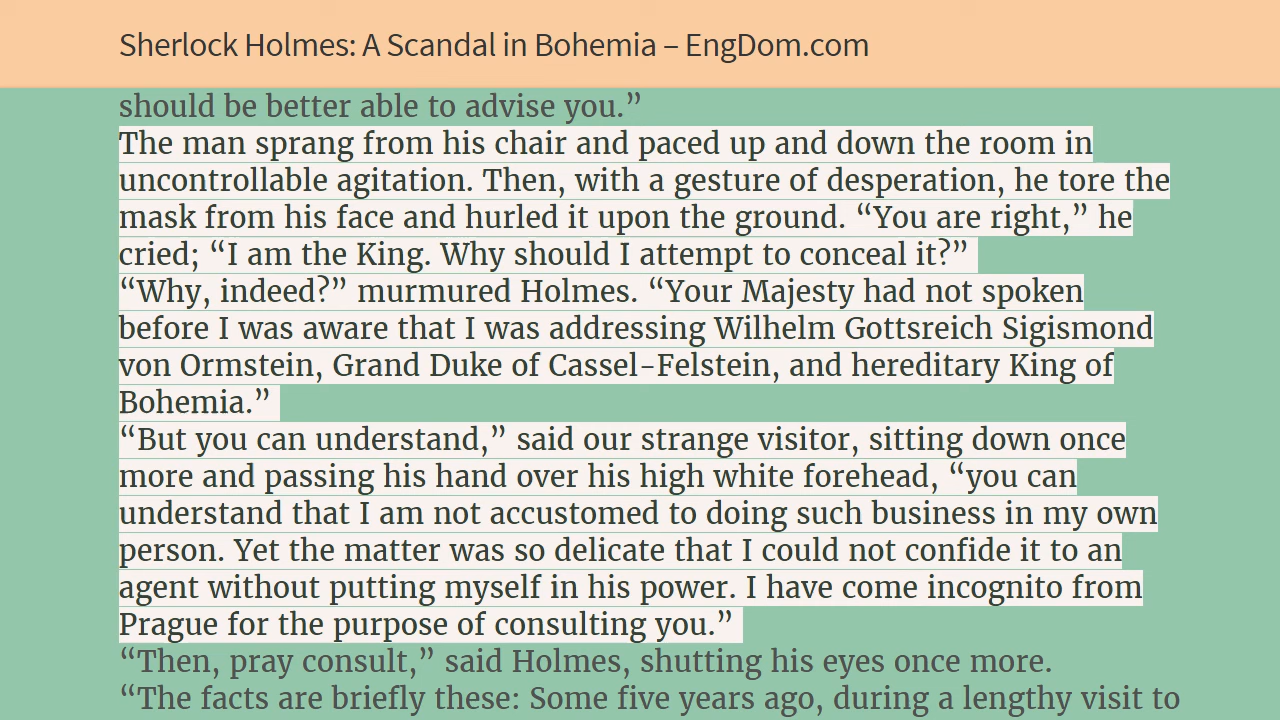 Sherlock Holmes: A Scandal in Bohemia – EngDom.com
should be better able to advise you.”
The man sprang from his chair and paced up and down the room in
uncontrollable agitation. Then, with a gesture of desperation, he tore the
mask from his face and hurled it upon the ground. “You are right,” he
cried; “I am the King. Why should I attempt to conceal it?”
“Why, indeed?” murmured Holmes. “Your Majesty had not spoken
before I was aware that I was addressing Wilhelm Gottsreich Sigismond
von Ormstein, Grand Duke of Cassel-Felstein, and hereditary King of
Bohemia.”
“But you can understand,” said our strange visitor, sitting down once
more and passing his hand over his high white forehead, “you can
understand that I am not accustomed to doing such business in my own
person. Yet the matter was so delicate that I could not confide it to an
agent without putting myself in his power. I have come incognito from
Prague for the purpose of consulting you.”
“Then, pray consult,” said Holmes, shutting his eyes once more.
“The facts are briefly these: Some five years ago, during a lengthy visit to